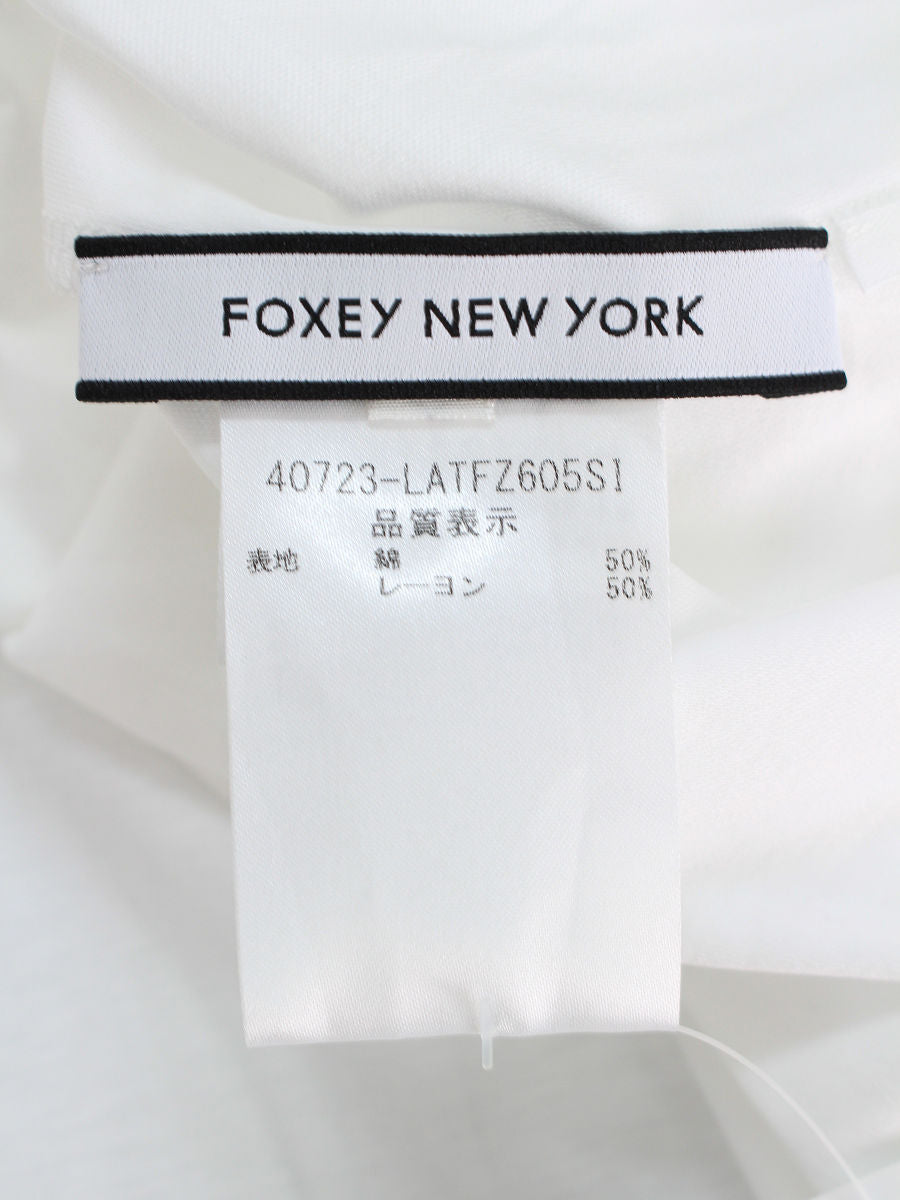 FOXEY NEW YORK
40723-LATFZ605SI
品質表示
表地 綿 50%
レーヨン 50%